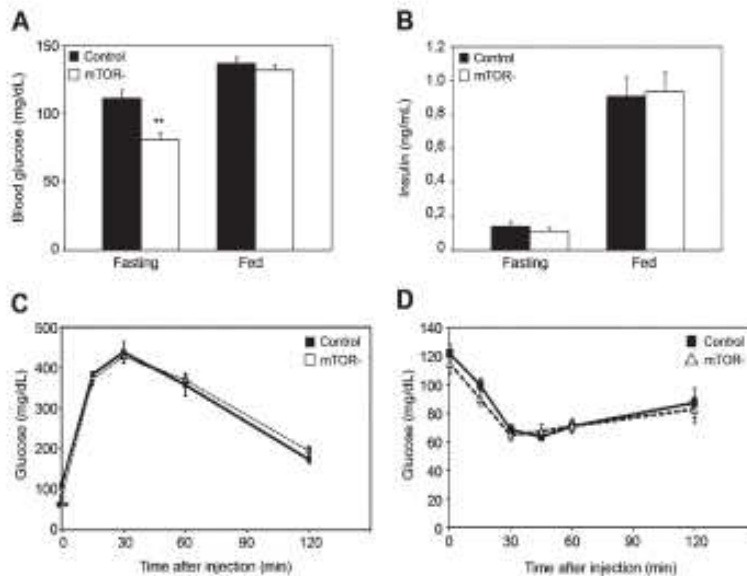 A
Blood glucose (mg/dL)
150
100
50
0
Control
mTOR-
**
Fasting Fed
B
Insulin (ng/mL)
1,2
1,0
0,8
0,6
0,4
0,2
0
Control
mTOR-
Fasting Fed
C
Glucose (mg/dL)
500
400
300
200
100
0
Control
mTOR-
0 30 60 90 120
Time after injection (min)
D
Glucose (mg/dL)
140
120
100
80
60
40
20
0
Control
mTOR-
0 30 60 90 120
Time after injection (min)